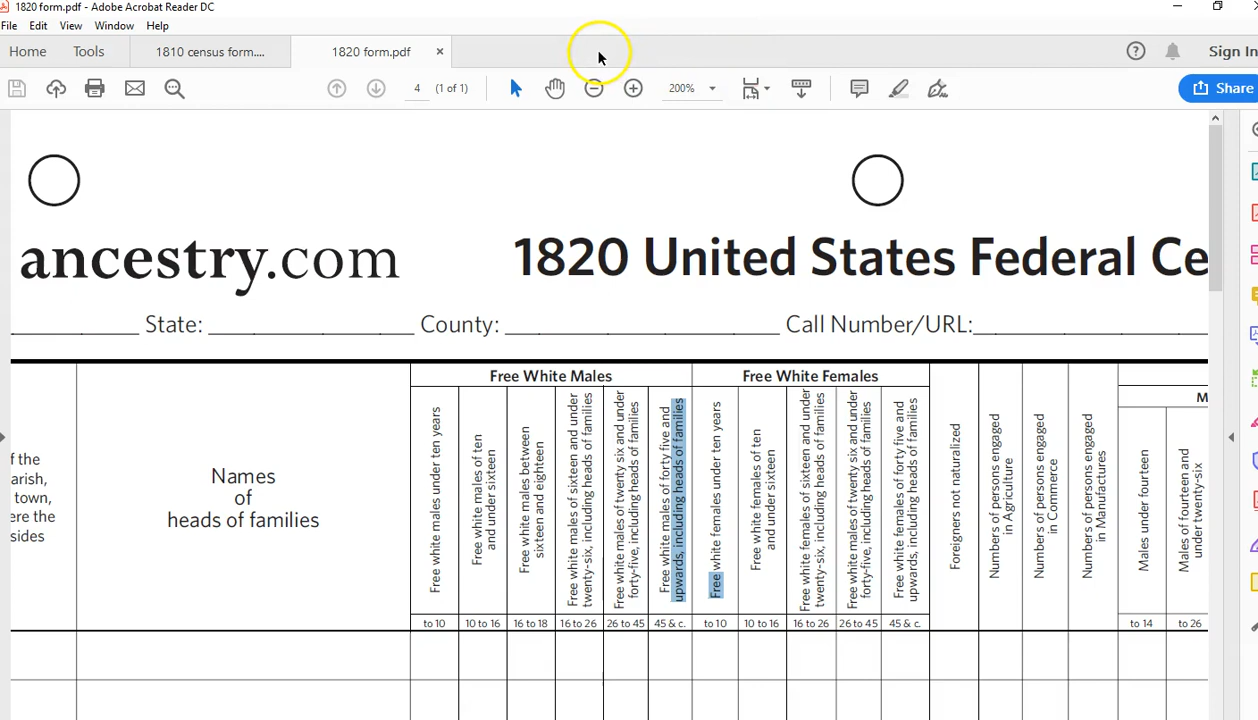 1820 form.pdf - Adobe Acrobat Reader DC
File Edit View Window Help
Home Tools 1810 census form.... 1820 form.pdf × Sign In
4 (1 of 1) 200% Share
ancestry.com 1820 United States Federal Ce
State: County: Call Number/URL:
f the
arish,
town,
ere the
sides
Names
of
heads of families
Free White Males
Free white males under ten years
Free white males of ten
and under sixteen
Free white males between
sixteen and eighteen
Free white males of sixteen and under
twenty-six, including heads of families
Free white males of twenty six and under
forty-five, including heads of families
Free white males of forty five and
upwards, including heads of families
Free White Females
Free white females under ten years
Free white females of ten
and under sixteen
Free white females of sixteen and under
twenty-six, including heads of families
Free white females of twenty six and under
forty-five, including heads of families
Free white females of forty five and
upwards, including heads of families
Foreigners not naturalized
Numbers of persons engaged
in Agriculture
Numbers of persons engaged
in Commerce
Numbers of persons engaged
in Manufactures
M
Males under fourteen
Males of fourteen and
under twenty-six
to 10 10 to 16 16 to 18 16 to 26 26 to 45 45 & c. to 10 10 to 16 16 to 26 26 to 45 45 & c. to 14 to 26